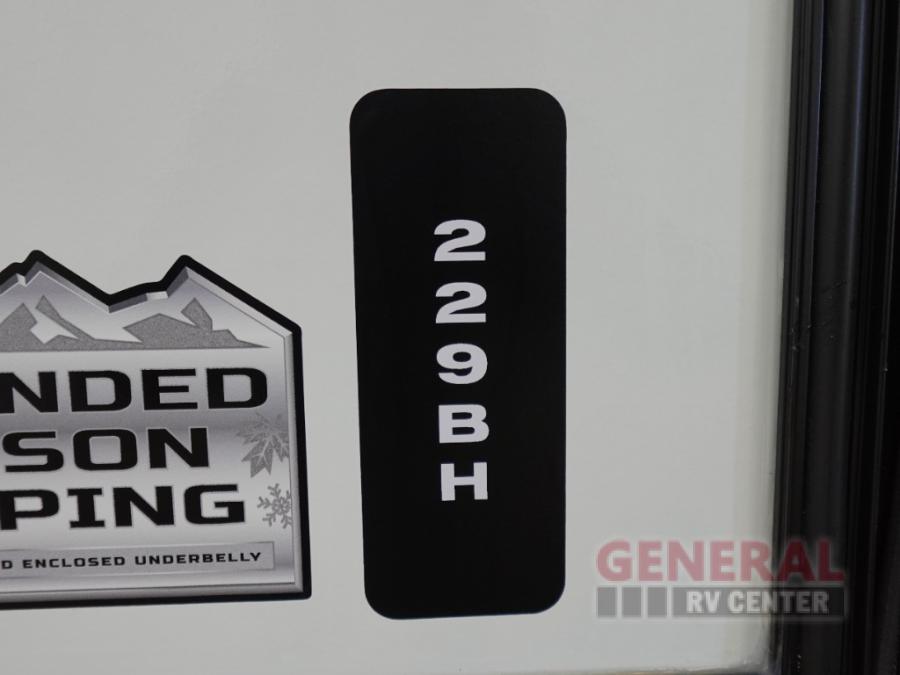 2
2
9
B
H
NDED
SON
PING
D ENCLOSED UNDERBELLY
GENERAL
RV CENTER